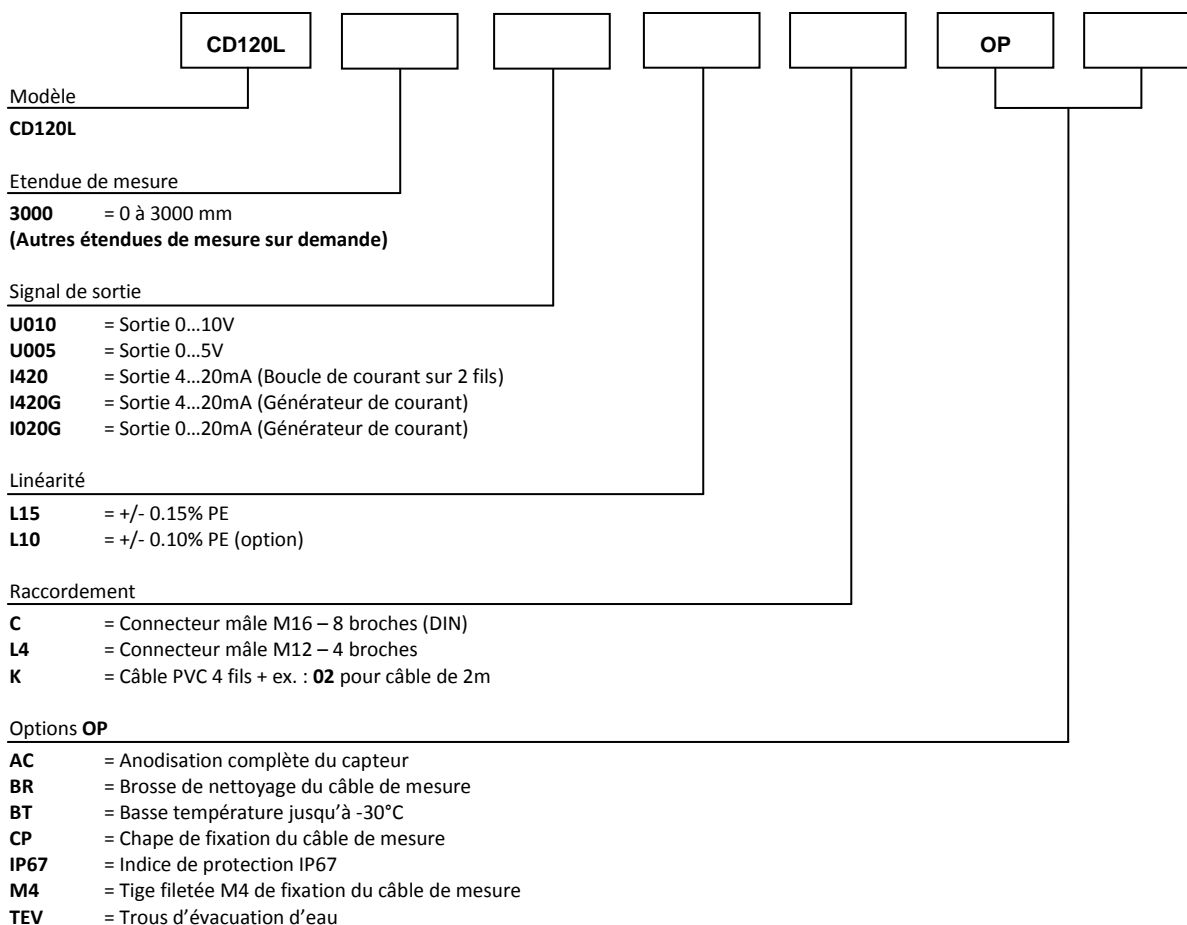 CD120L OP
Modèle
CD120L
Etendue de mesure
3000 = 0 à 3000 mm
(Autres étendues de mesure sur demande)
Signal de sortie
U010 = Sortie 0…10V
U005 = Sortie 0…5V
I420 = Sortie 4…20mA (Boucle de courant sur 2 fils)
I420G = Sortie 4…20mA (Générateur de courant)
I020G = Sortie 0…20mA (Générateur de courant)
Linéarité
L15 = +/- 0.15% PE
L10 = +/- 0.10% PE (option)
Raccordement
C = Connecteur mâle M16 – 8 broches (DIN)
L4 = Connecteur mâle M12 – 4 broches
K = Câble PVC 4 fils + ex. : 02 pour câble de 2m
Options OP
AC = Anodisation complète du capteur
BR = Brosse de nettoyage du câble de mesure
BT = Basse température jusqu’à -30°C
CP = Chape de fixation du câble de mesure
IP67 = Indice de protection IP67
M4 = Tige filetée M4 de fixation du câble de mesure
TEV = Trous d’évacuation d’eau